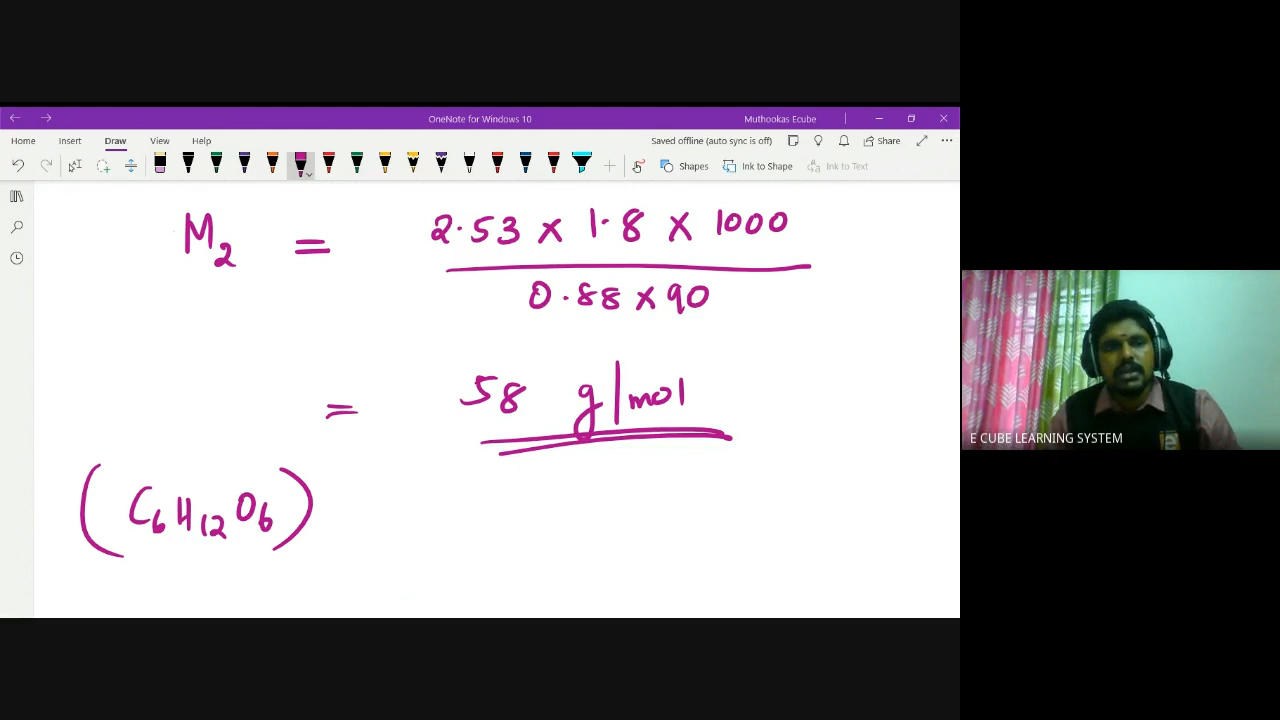 OneNote for Windows 10
Muthookas Ecube
Home Insert Draw View Help
Saved offline (auto sync is off)
Share
Shapes
Ink to Shape
Ink to Text
M2 = 2.53 x 1.8 x 1000
0.88 x 90
= 58 g/mol
(C6H12O6)
E CUBE LEARNING SYSTEM